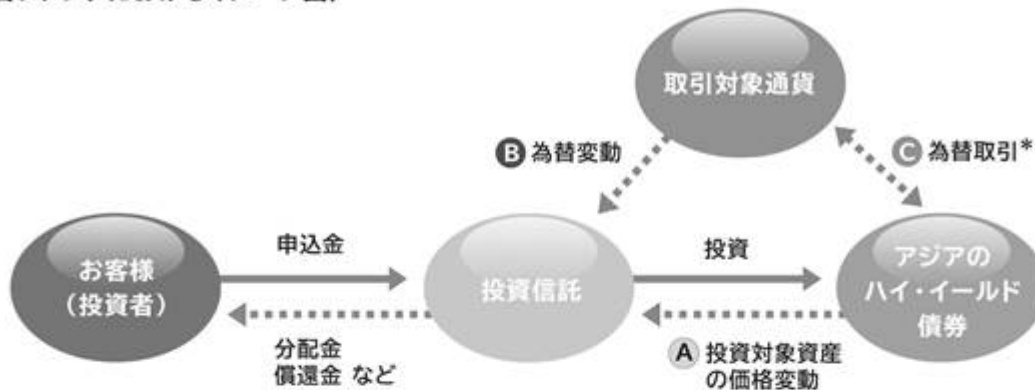 取引対象通貨
B 為替変動
C 為替取引*
お客様
（投資者）
申込金
投資信託
投資
アジアの
ハイ・イールド
債券
分配金
償還金 など
A 投資対象資産
の価格変動